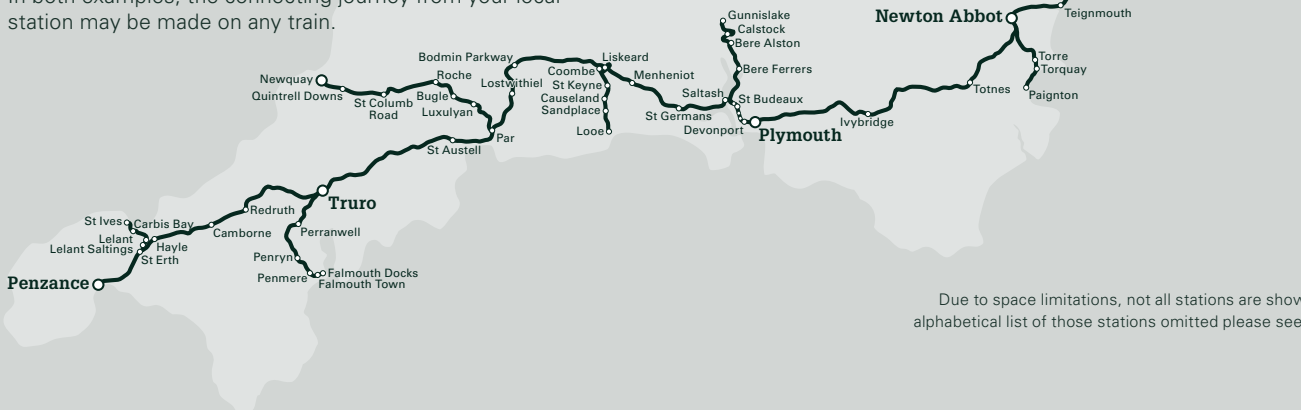 In both examples, the connecting journey from your local
station may be made on any train.
Gunnislake
Calstock
Bere Alston
Newton Abbot
Teignmouth
Bodmin Parkway
Liskeard
Torre
Torquay
Newquay
Roche
Coombe
Menheniot
Bere Ferrers
Quintrell Downs
Lostwithiel
St Keyne
Saltash
St Budeaux
Totnes
Paignton
St Columb
Road
Bugle
Luxulyan
Causeland
Sandplace
St Germans
Looe
Devonport
Plymouth
Ivybridge
Par
St Austell
Truro
Redruth
St Ives
Carbis Bay
Camborne
Perranwell
Lelant
Lelant Saltings
Hayle
St Erth
Penryn
Penzance
Penmere
Falmouth Docks
Falmouth Town
Due to space limitations, not all stations are show
alphabetical list of those stations omitted please see